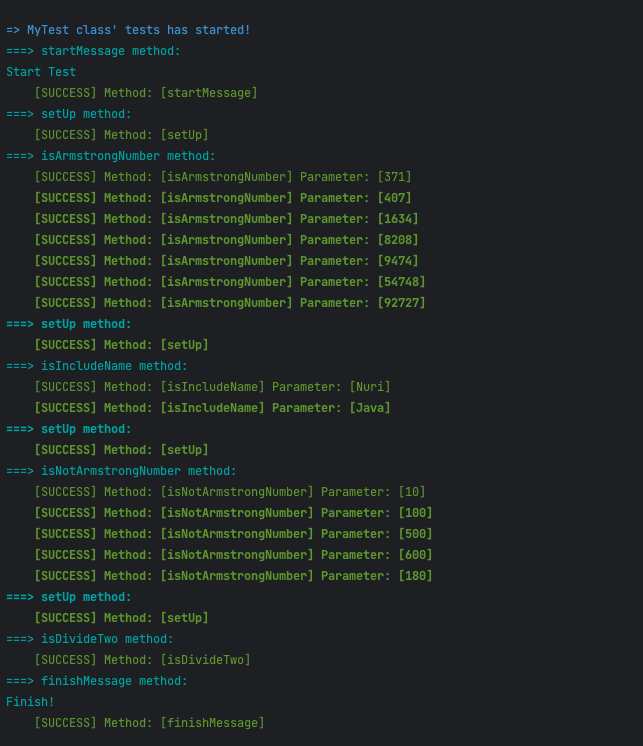 => MyTest class' tests has started!
===> startMessage method:
Start Test
[SUCCESS] Method: [startMessage]
===> setUp method:
[SUCCESS] Method: [setUp]
===> isArmstrongNumber method:
[SUCCESS] Method: [isArmstrongNumber] Parameter: [371]
[SUCCESS] Method: [isArmstrongNumber] Parameter: [407]
[SUCCESS] Method: [isArmstrongNumber] Parameter: [1634]
[SUCCESS] Method: [isArmstrongNumber] Parameter: [8208]
[SUCCESS] Method: [isArmstrongNumber] Parameter: [9474]
[SUCCESS] Method: [isArmstrongNumber] Parameter: [54748]
[SUCCESS] Method: [isArmstrongNumber] Parameter: [92727]
===> setUp method:
[SUCCESS] Method: [setUp]
===> isIncludeName method:
[SUCCESS] Method: [isIncludeName] Parameter: [Nuri]
[SUCCESS] Method: [isIncludeName] Parameter: [Java]
===> setUp method:
[SUCCESS] Method: [setUp]
===> isNotArmstrongNumber method:
[SUCCESS] Method: [isNotArmstrongNumber] Parameter: [10]
[SUCCESS] Method: [isNotArmstrongNumber] Parameter: [100]
[SUCCESS] Method: [isNotArmstrongNumber] Parameter: [500]
[SUCCESS] Method: [isNotArmstrongNumber] Parameter: [600]
[SUCCESS] Method: [isNotArmstrongNumber] Parameter: [180]
===> setUp method:
[SUCCESS] Method: [setUp]
===> isDivideTwo method:
[SUCCESS] Method: [isDivideTwo]
===> finishMessage method:
Finish!
[SUCCESS] Method: [finishMessage]